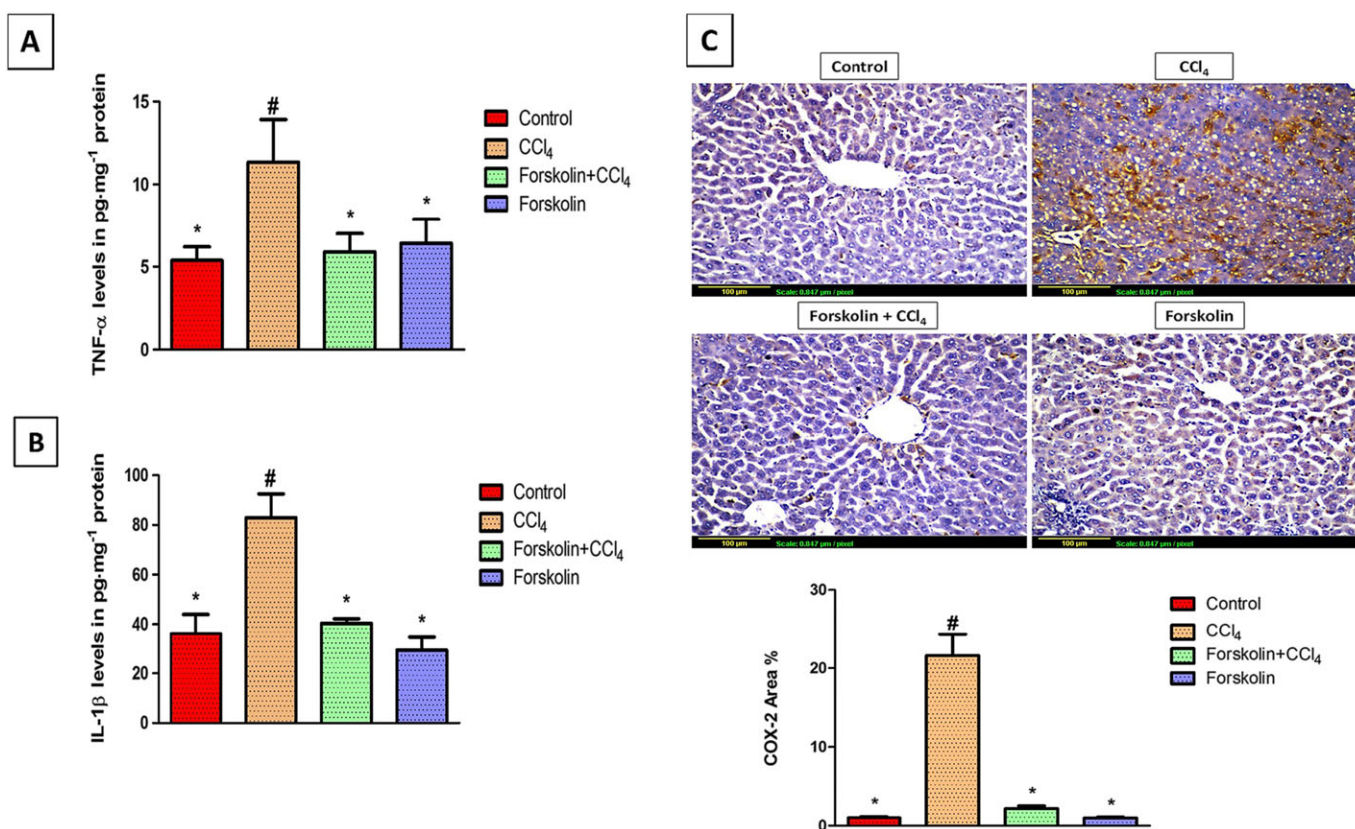 A
TNF-α levels in pg·mg⁻¹ protein
15
10
5
0
*
#
*
*
Control
CCl₄
Forskolin+CCl₄
Forskolin
B
IL-1β levels in pg·mg⁻¹ protein
100
80
60
40
20
0
*
#
*
*
Control
CCl₄
Forskolin+CCl₄
Forskolin
C
Control
CCl₄
100 µm
Scale: 0.847 µm / pixel
100 µm
Scale: 0.847 µm / pixel
Forskolin + CCl₄
Forskolin
100 µm
Scale: 0.847 µm / pixel
100 µm
Scale: 0.847 µm / pixel
COX-2 Area %
30
20
10
0
*
#
*
*
Control
CCl₄
Forskolin+CCl₄
Forskolin